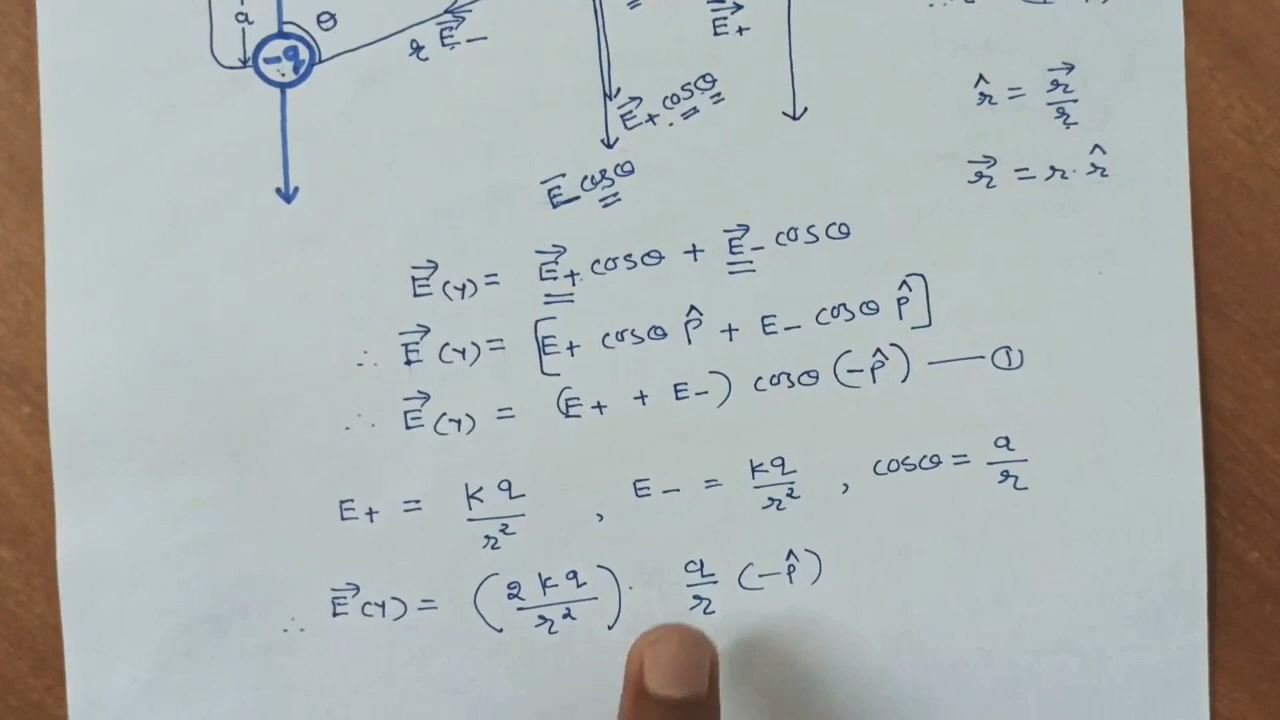 a θ
-q
r E⃗₋
E⃗₊
E⃗₊ cosθ
E⃗ cosθ
r̂ = r⃗/r
r⃗ = r · r̂
E⃗(y) = E⃗₊ cosθ + E⃗₋ cosθ
∴ E⃗(y) = [E₊ cosθ p̂ + E₋ cosθ p̂]
∴ E⃗(y) = (E₊ + E₋) cosθ (-p̂) — ①
E₊ = kq/r² , E₋ = kq/r² , cosθ = a/r
∴ E⃗(y) = (2kq/r²) · a/r (-p̂)